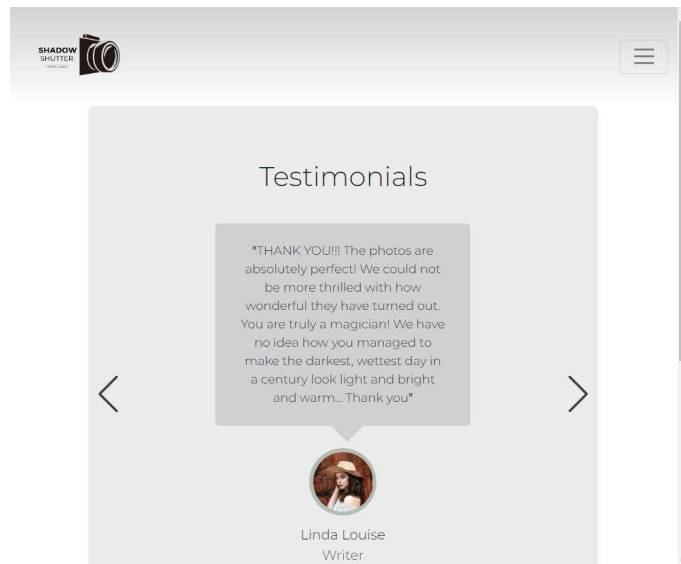 SHADOW
SHUTTER
Testimonials
"THANK YOU!!! The photos are
absolutely perfect! We could not
be more thrilled with how
wonderful they have turned out.
You are truly a magician! We have
no idea how you managed to
make the darkest, wettest day in
a century look light and bright
and warm... Thank you"
Linda Louise
Writer